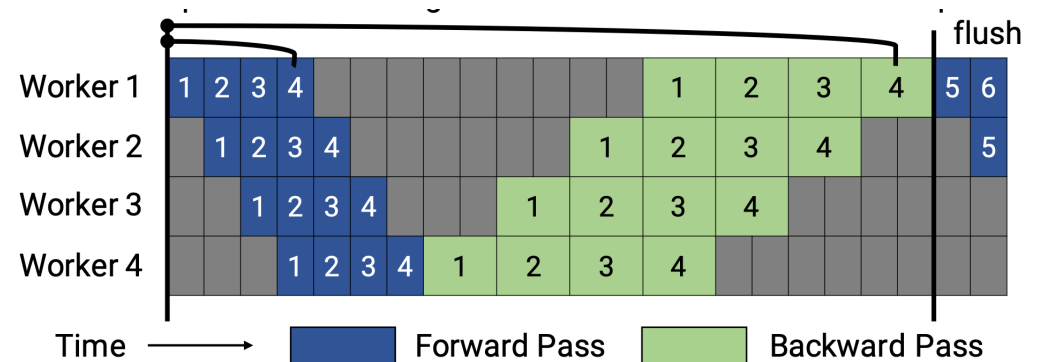 flush
Worker 1 1 2 3 4 1 2 3 4 5 6
Worker 2 1 2 3 4 1 2 3 4 5
Worker 3 1 2 3 4 1 2 3 4
Worker 4 1 2 3 4 1 2 3 4
Time Forward Pass Backward Pass